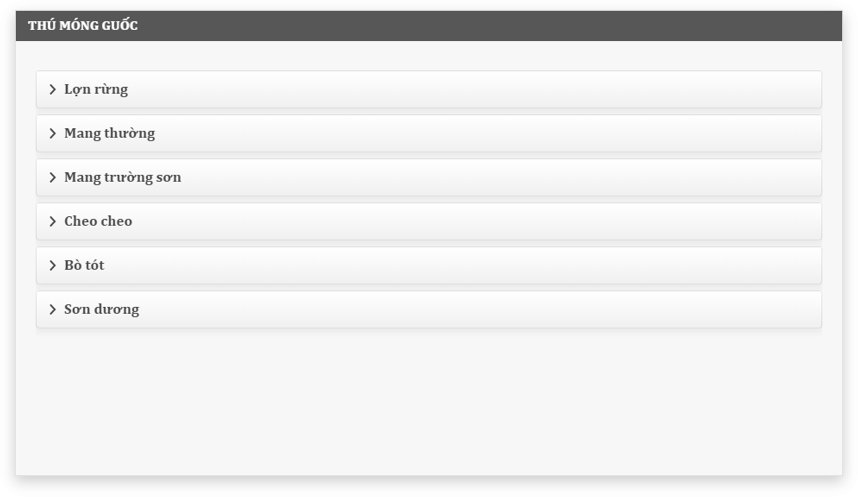 THÚ MÓNG GUỐC
Lợn rừng
Mang thường
Mang trường sơn
Cheo cheo
Bò tót
Sơn dương